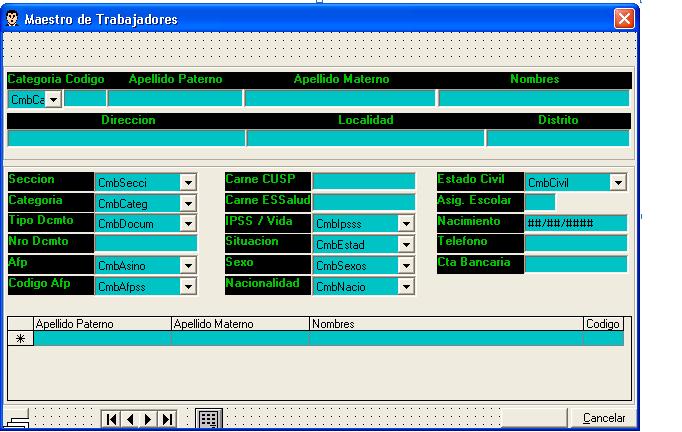 Maestro de Trabajadores
Categoria Codigo Apellido Paterno Apellido Materno Nombres
CmbCa
Direccion Localidad Distrito
Seccion CmbSecci Carne CUSP Estado Civil CmbCivil
Categoria CmbCateg Carne ESSalud Asig. Escolar
Tipo Dcmto CmbDocum IPSS / Vida CmbIpsss Nacimiento ##/##/####
Nro Dcmto Situacion CmbEstad Telefono
Afp CmbAsino Sexo CmbSexos Cta Bancaria
Codigo Afp CmbAfpss Nacionalidad CmbNacio
Apellido Paterno Apellido Materno Nombres Codigo
Cancelar